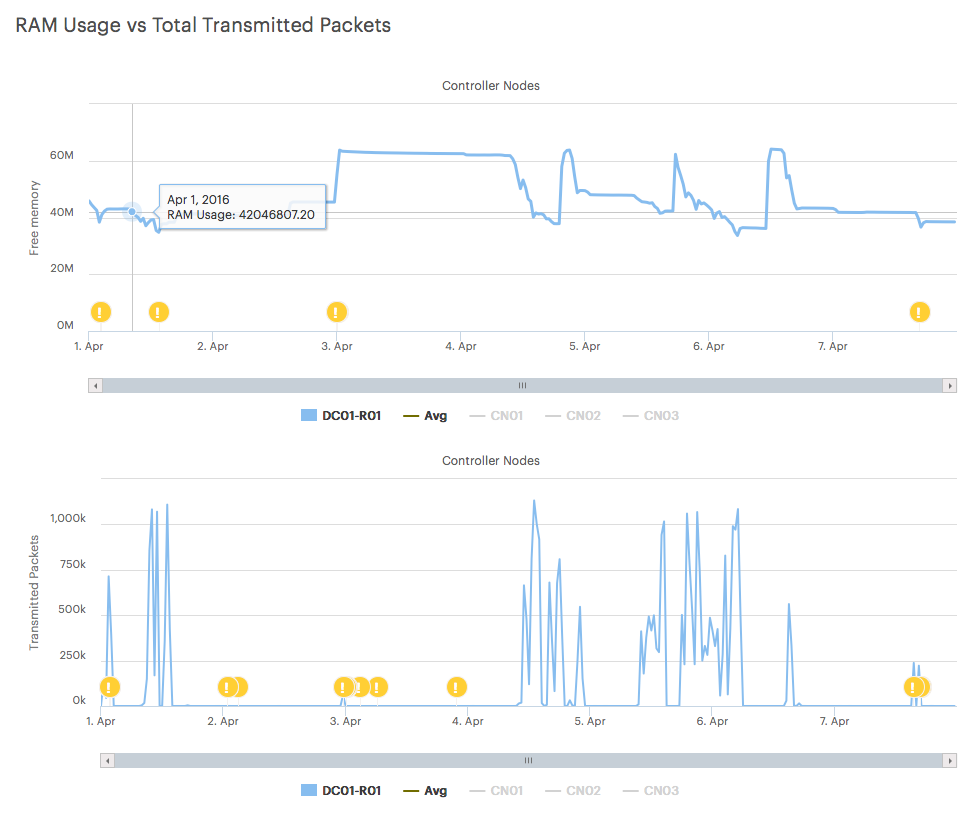 RAM Usage vs Total Transmitted Packets
Controller Nodes
Free memory
60M
40M
20M
0M
Apr 1, 2016
RAM Usage: 42046807.20
!
!
!
!
1. Apr 2. Apr 3. Apr 4. Apr 5. Apr 6. Apr 7. Apr
DC01-R01 Avg CN01 CN02 CN03
Controller Nodes
Transmitted Packets
1,000k
750k
500k
250k
0k
! ! ! ! ! !
1. Apr 2. Apr 3. Apr 4. Apr 5. Apr 6. Apr 7. Apr
DC01-R01 Avg CN01 CN02 CN03